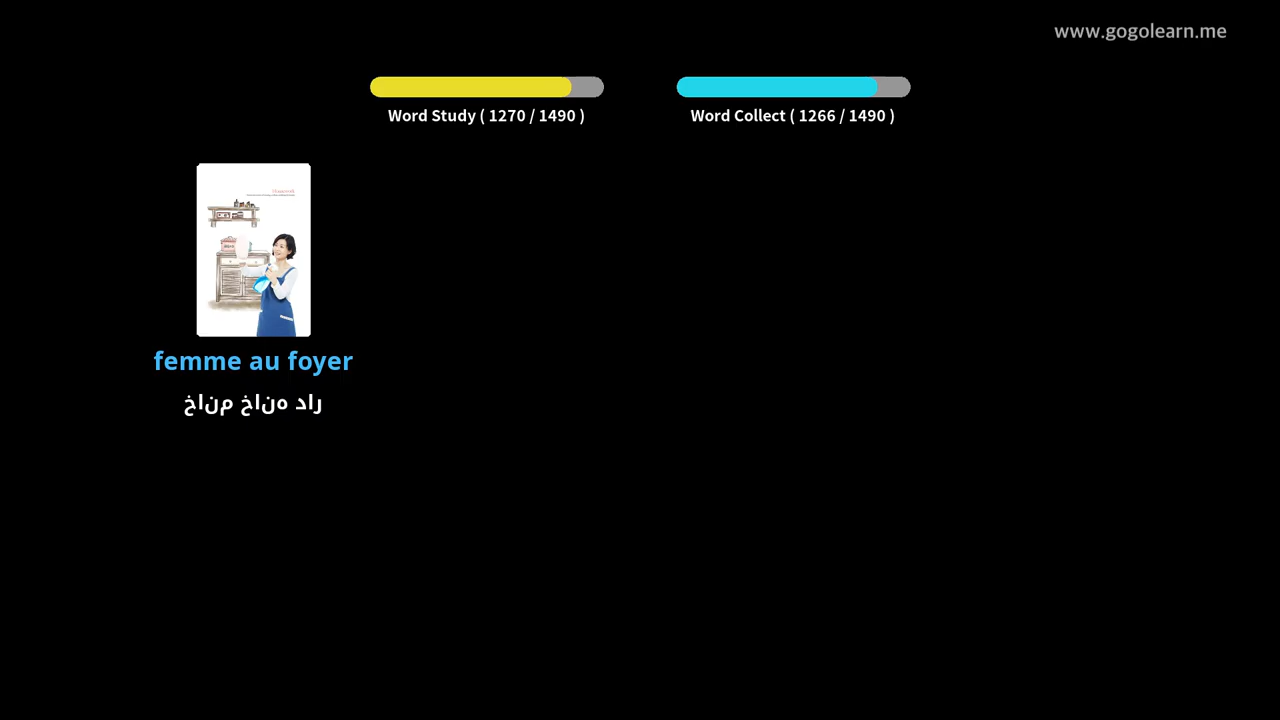 www.gogolearn.me
Word Study ( 1270 / 1490 )
Word Collect ( 1266 / 1490 )
femme au foyer
خانم خانه دار